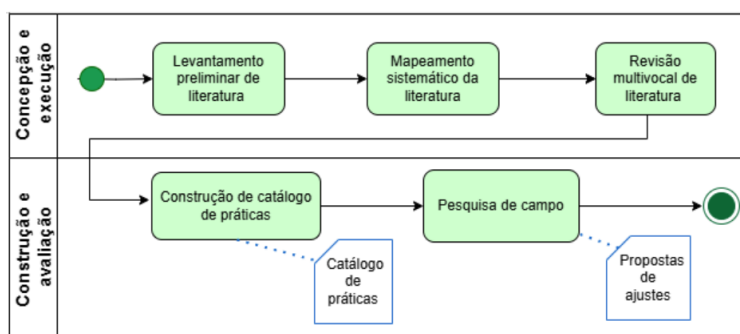 Concepção e
execução
Levantamento
preliminar de
literatura
Mapeamento
sistemático da
literatura
Revisão
multivocal de
literatura
Construção e
avaliação
Construção de catálogo
de práticas
Pesquisa de campo
Catálogo
de
práticas
Propostas
de
ajustes